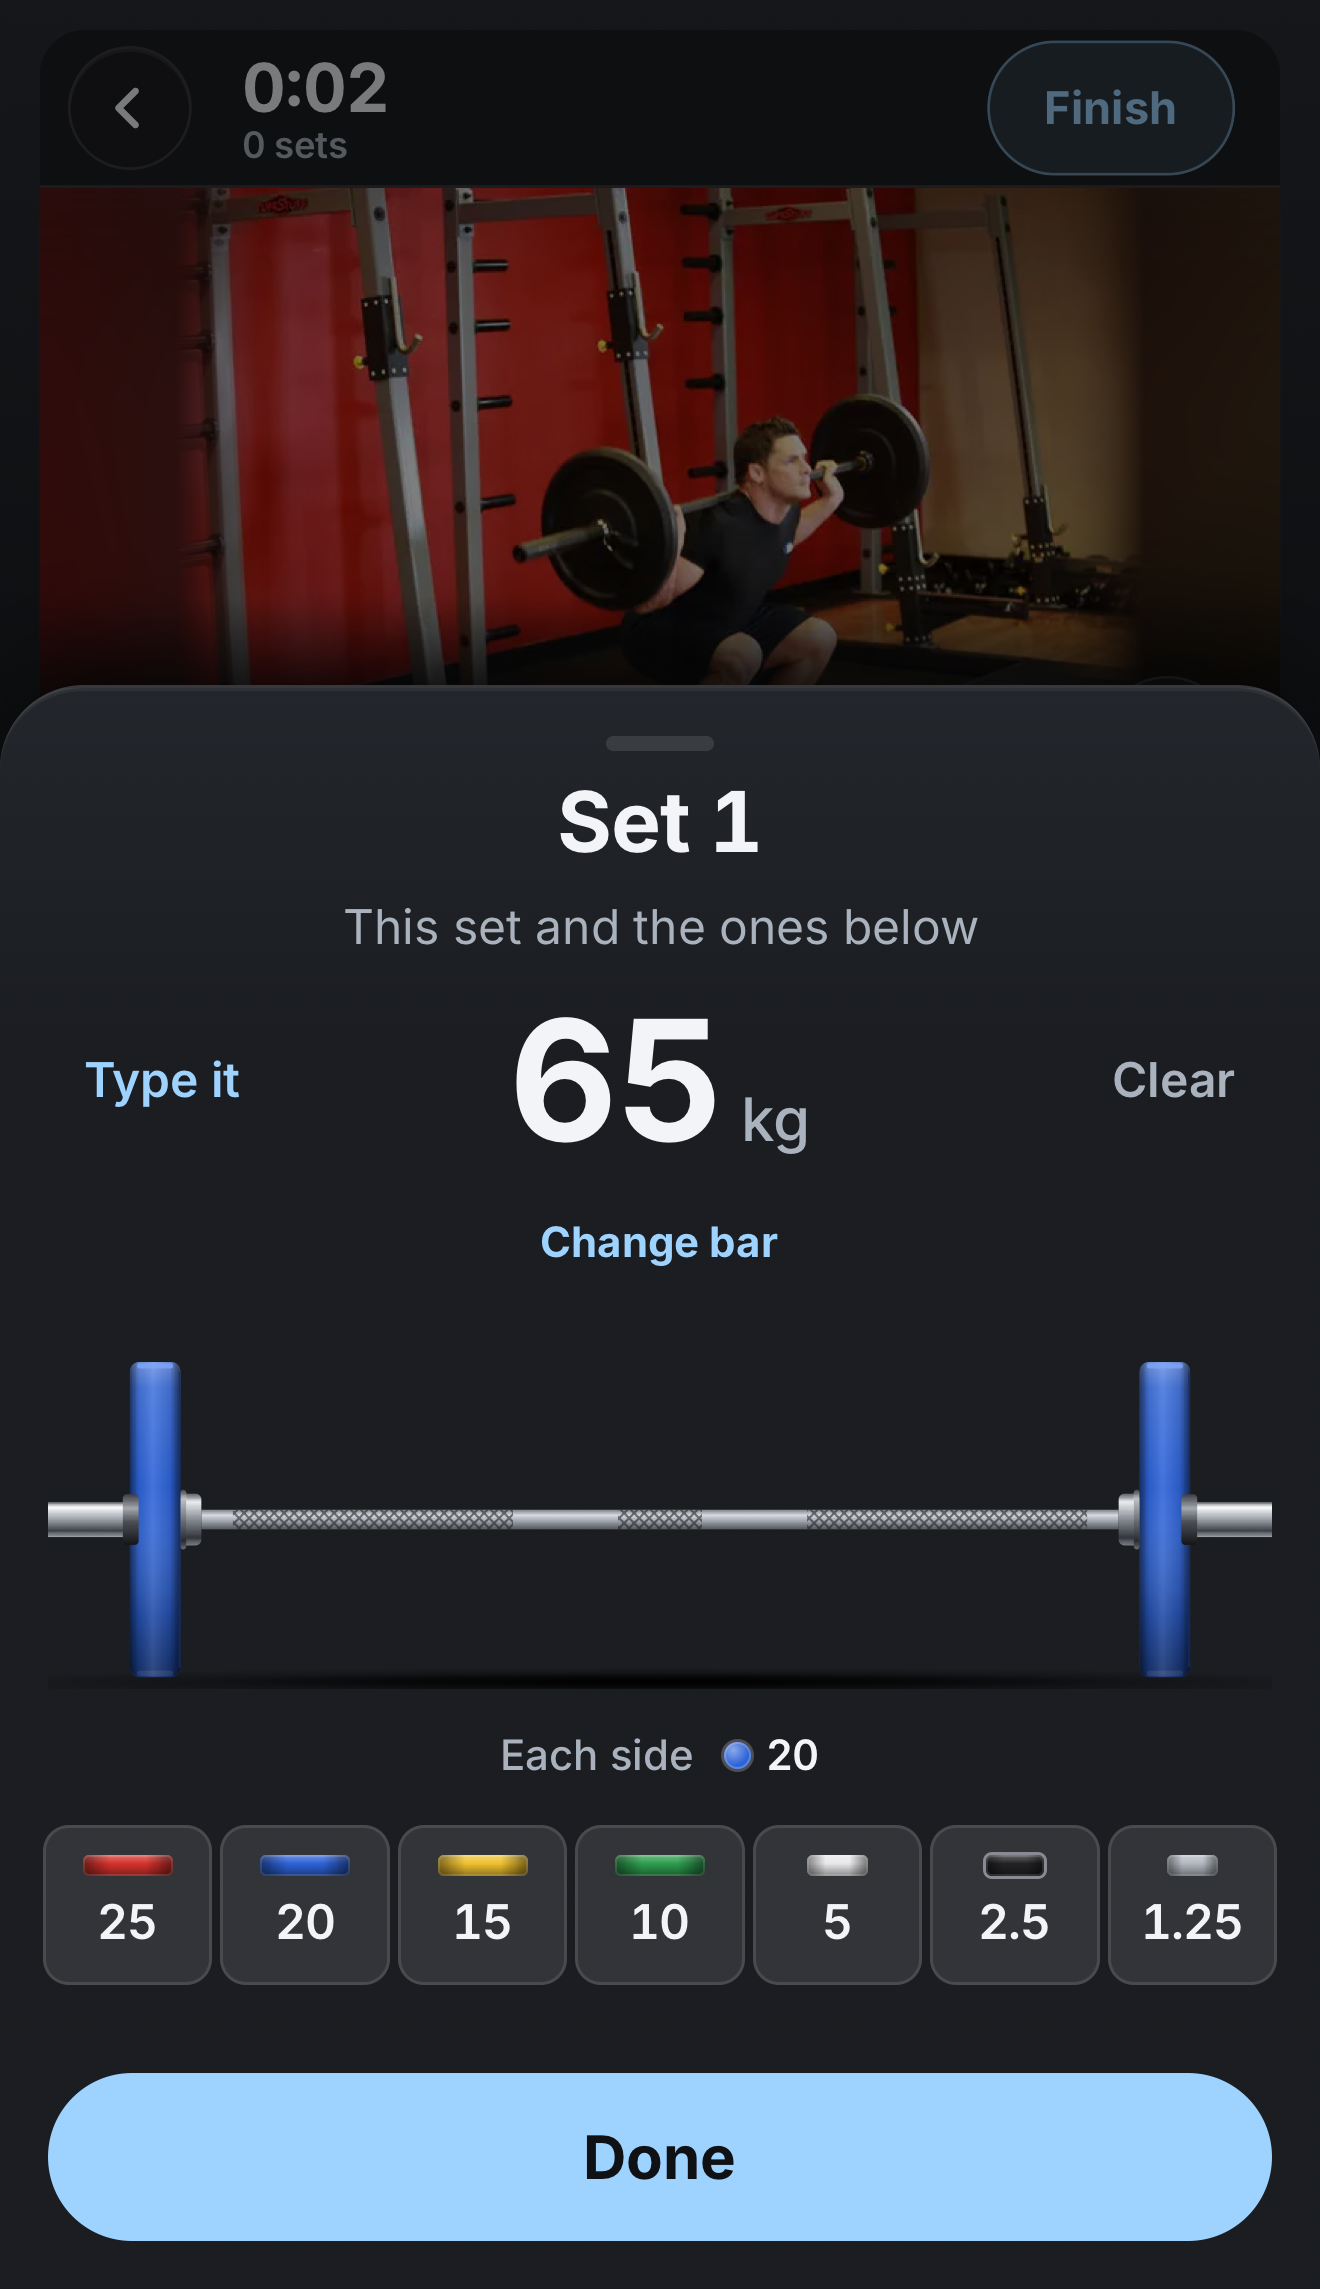 0:02
0 sets
Finish
Set 1
This set and the ones below
Type it
65 kg
Clear
Change bar
Each side 20
25 20 15 10 5 2.5 1.25
Done